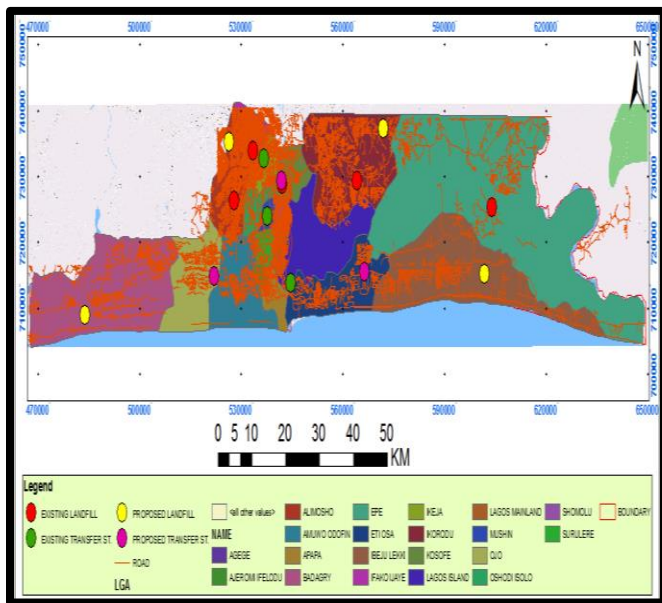 470000 500000 530000 560000 590000 620000 650000
750000 750000
N
740000 740000
730000 730000
720000 720000
710000 710000
700000 700000
470000 500000 530000 560000 590000 620000 650000
0 5 10 20 30 40 50
KM
Legend
EXISTING LANDFILL PROPOSED LANDFILL <all other values> ALIMOSHO EPE IKEJA LAGOS MAINLAND SHOMOLU BOUNDARY
EXISTING TRANSFER ST. PROPOSED TRANSFER ST. NAME AMUWO ODOFIN ETI OSA IKORODU MUSHIN SURULERE
ROAD AGEGE APAPA IBEJU LEKKI KOSOFE OJO
LGA AJEROMI IFELODU BADAGRY IFAKO IJAYE LAGOS ISLAND OSHODI ISOLO